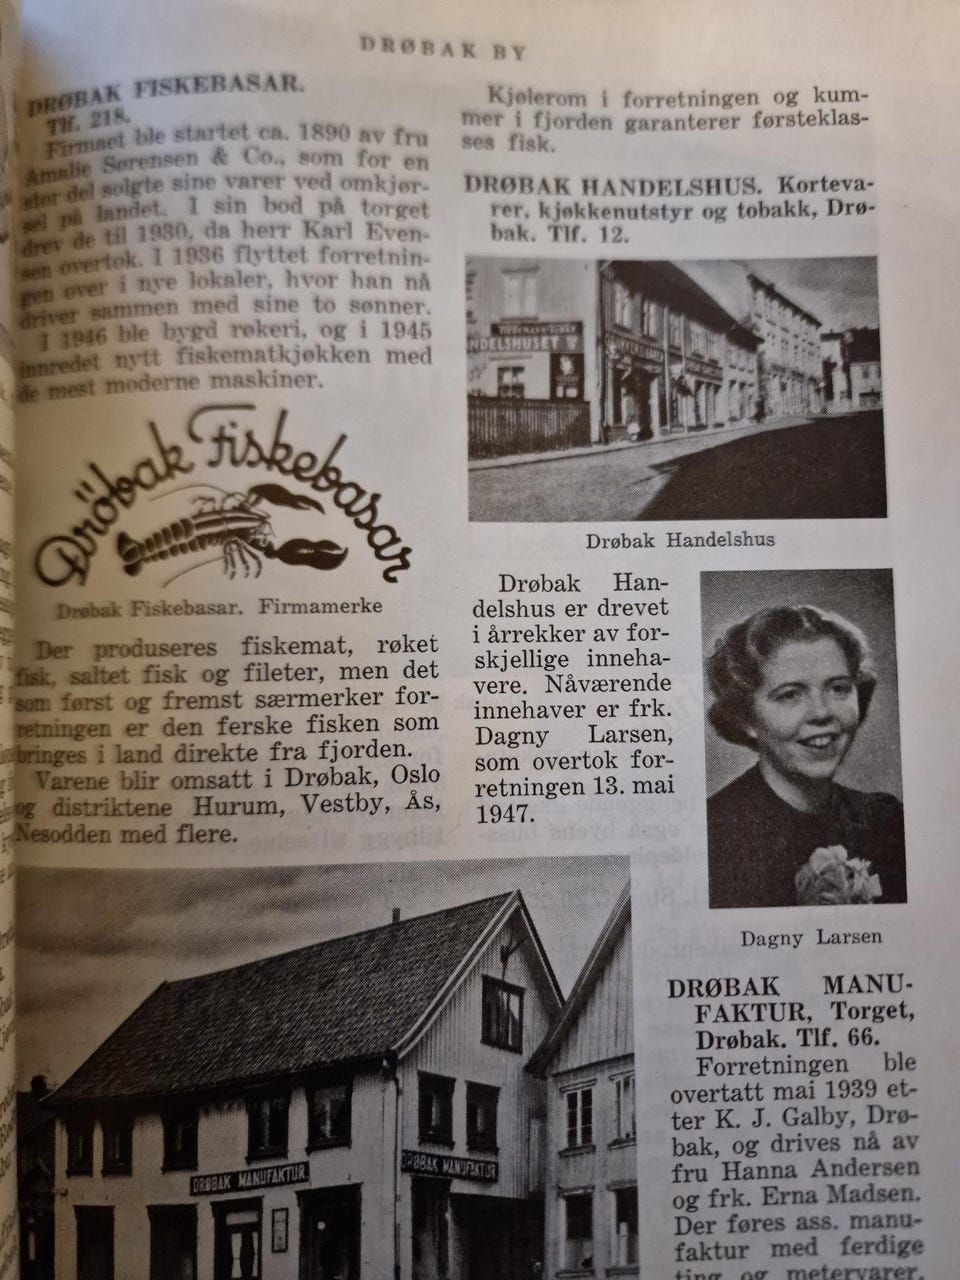 DRØBAK BY
DRØBAK FISKEBASAR.
Tlf. 218.
Firmaet ble startet ca. 1890 av fru
Amalie Sørensen & Co., som for en
stor del solgte sine varer ved omkjør-
sel på landet. I sin bod på torget
drev de til 1930, da herr Karl Even-
sen overtok. I 1936 flyttet forretnin-
gen over i nye lokaler, hvor han nå
driver sammen med sine to sønner.
I 1946 ble bygd røkeri, og i 1945
innredet nytt fiskematkjøkken med
de mest moderne maskiner.
Dröbak Fiskebasar
Drøbak Fiskebasar. Firmamerke
Der produseres fiskemat, røket
fisk, saltet fisk og fileter, men det
som først og fremst særmerker for-
retningen er den ferske fisken som
bringes i land direkte fra fjorden.
Varene blir omsatt i Drøbak, Oslo
og distriktene Hurum, Vestby, Ås,
Nesodden med flere.
DRØBAK MANUFAKTUR
DRØBAK MANUFAKTUR
Kjølerom i forretningen og kum-
mer i fjorden garanterer førsteklas-
ses fisk.
DRØBAK HANDELSHUS. Korteva-
rer, kjøkkenutstyr og tobakk, Drø-
bak. Tlf. 12.
NDELSHUSET
Drøbak Handelshus
Drøbak Han-
delshus er drevet
i årrekker av for-
skjellige inneha-
vere. Nåværende
innehaver er frk.
Dagny Larsen,
som overtok for-
retningen 13. mai
1947.
Dagny Larsen
DRØBAK MANU-
FAKTUR, Torget,
Drøbak. Tlf. 66.
Forretningen ble
overtatt mai 1939 et-
ter K. J. Galby, Drø-
bak, og drives nå av
fru Hanna Andersen
og frk. Erna Madsen.
Der føres ass. manu-
faktur med ferdige
ting og metervarer.